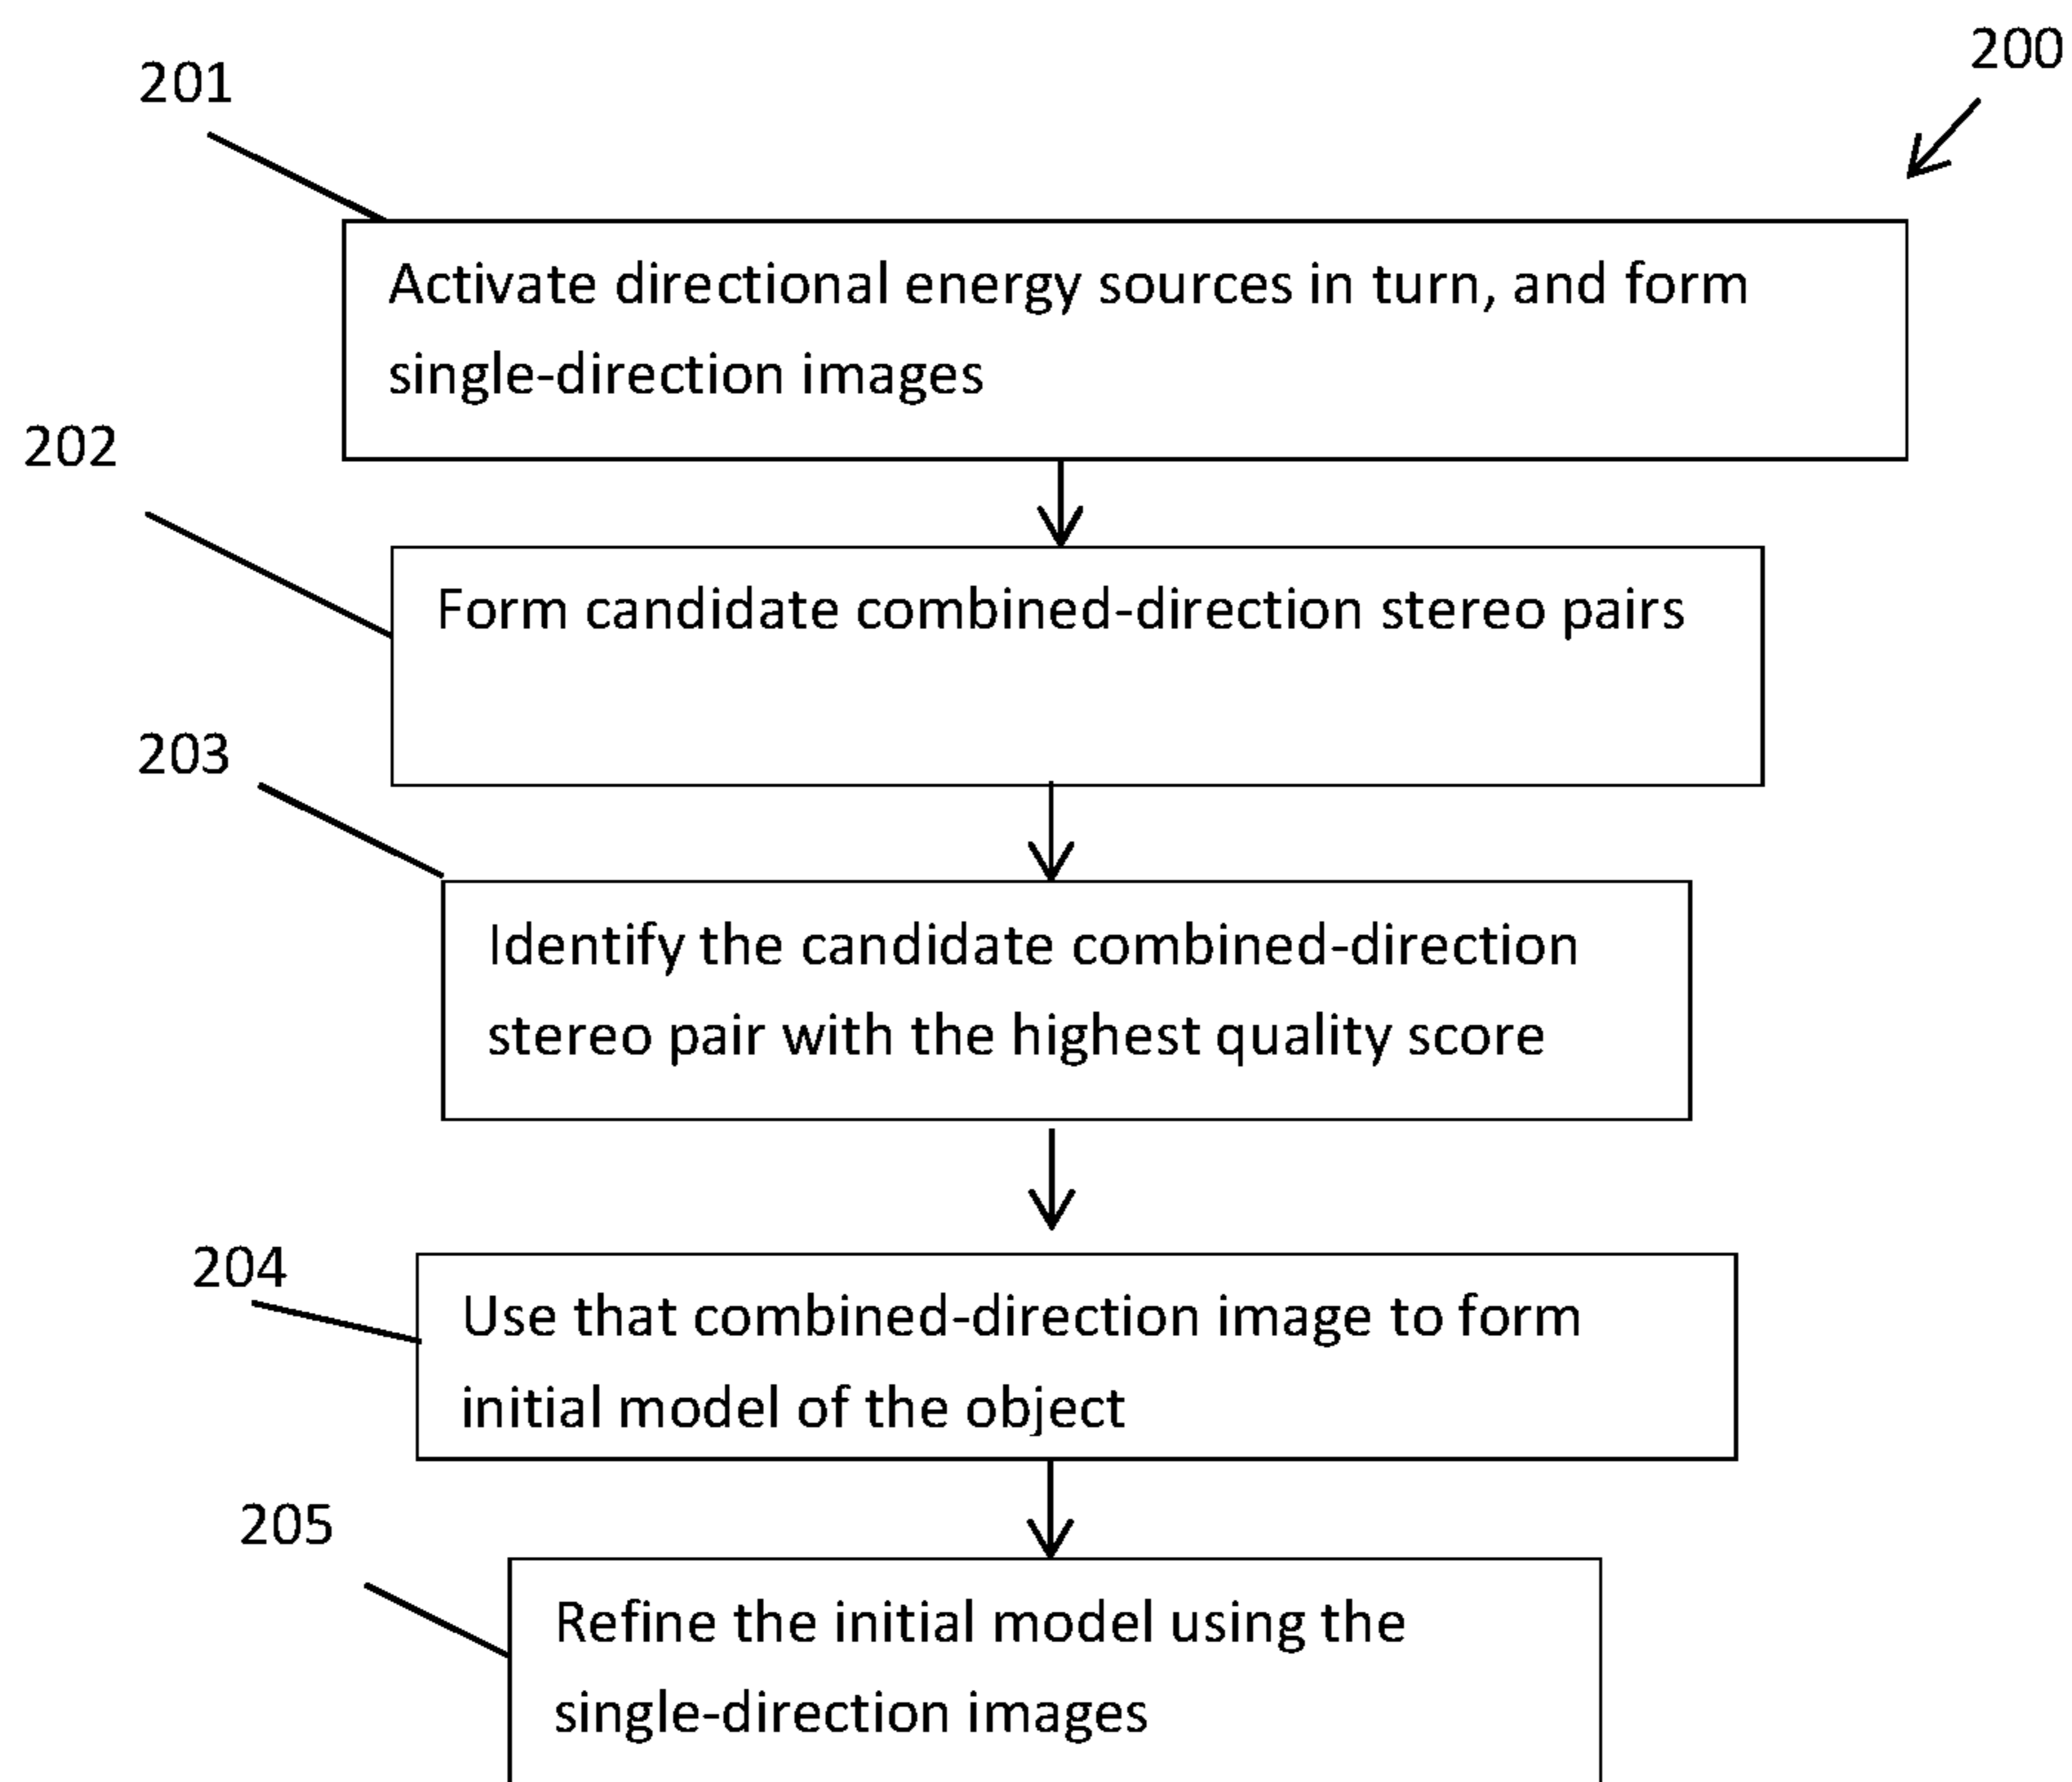 200
201
Activate directional energy sources in turn, and form
single-direction images
202
Form candidate combined-direction stereo pairs
203
Identify the candidate combined-direction
stereo pair with the highest quality score
204
Use that combined-direction image to form
initial model of the object
205
Refine the initial model using the
single-direction images